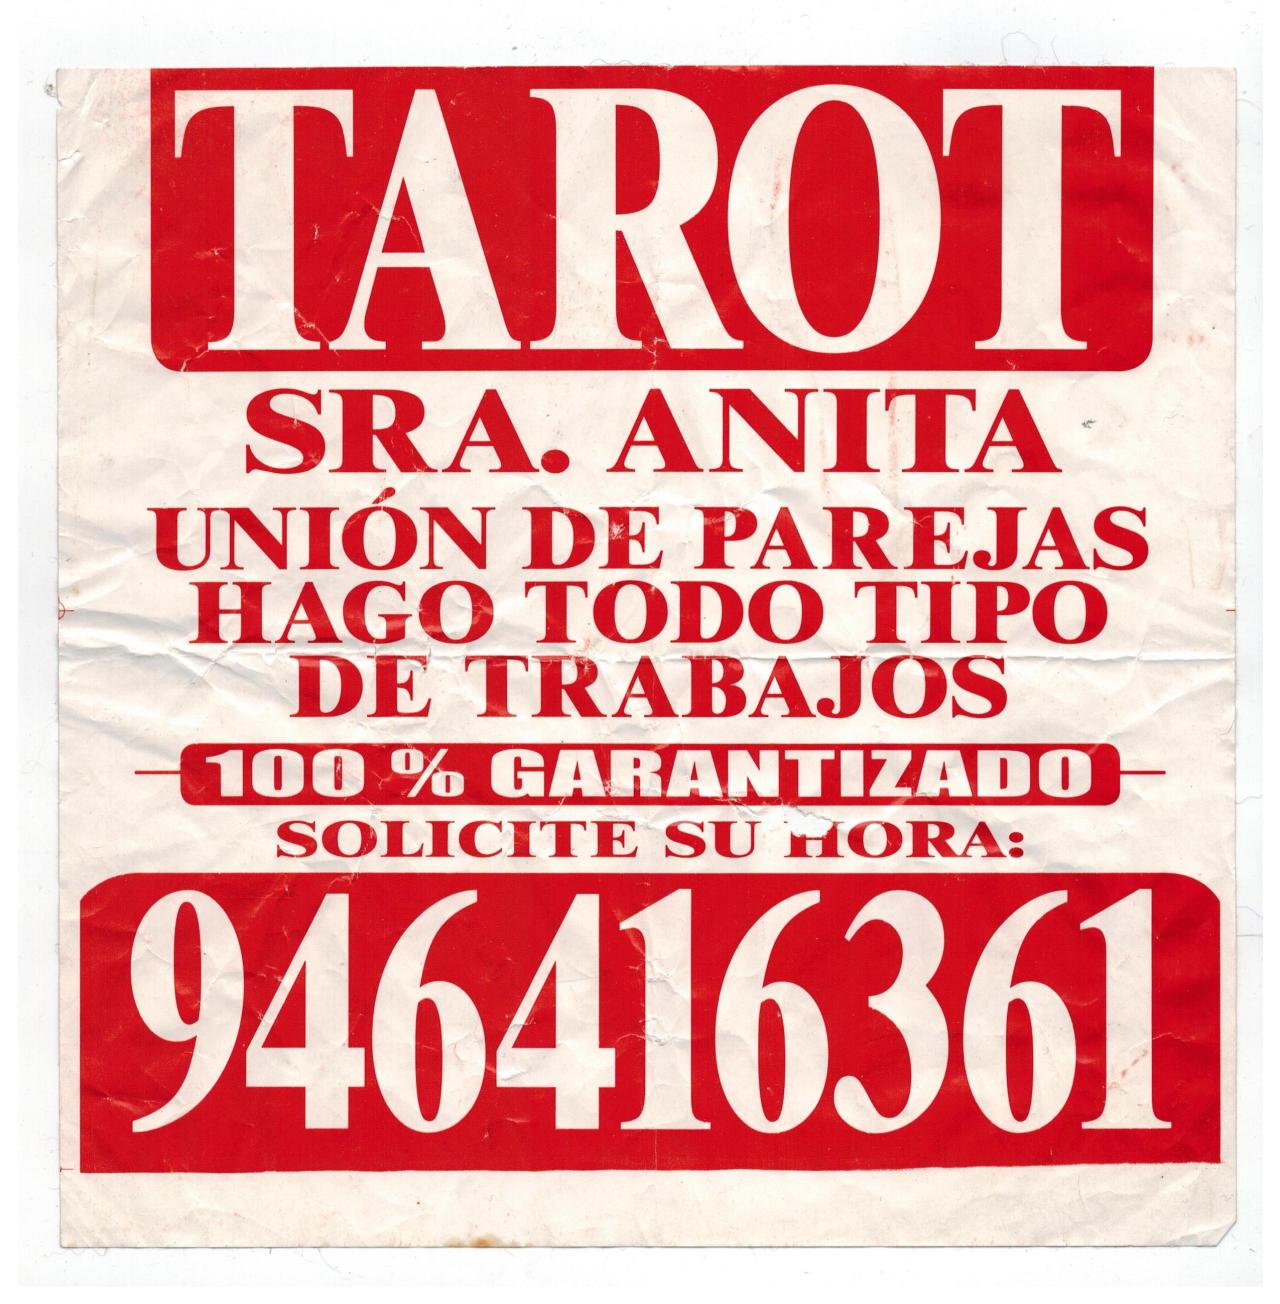 TAROT
SRA. ANITA
UNIÓN DE PAREJAS
HAGO TODO TIPO
DE TRABAJOS
100 % GARANTIZADO
SOLICITE SU HORA:
946416361